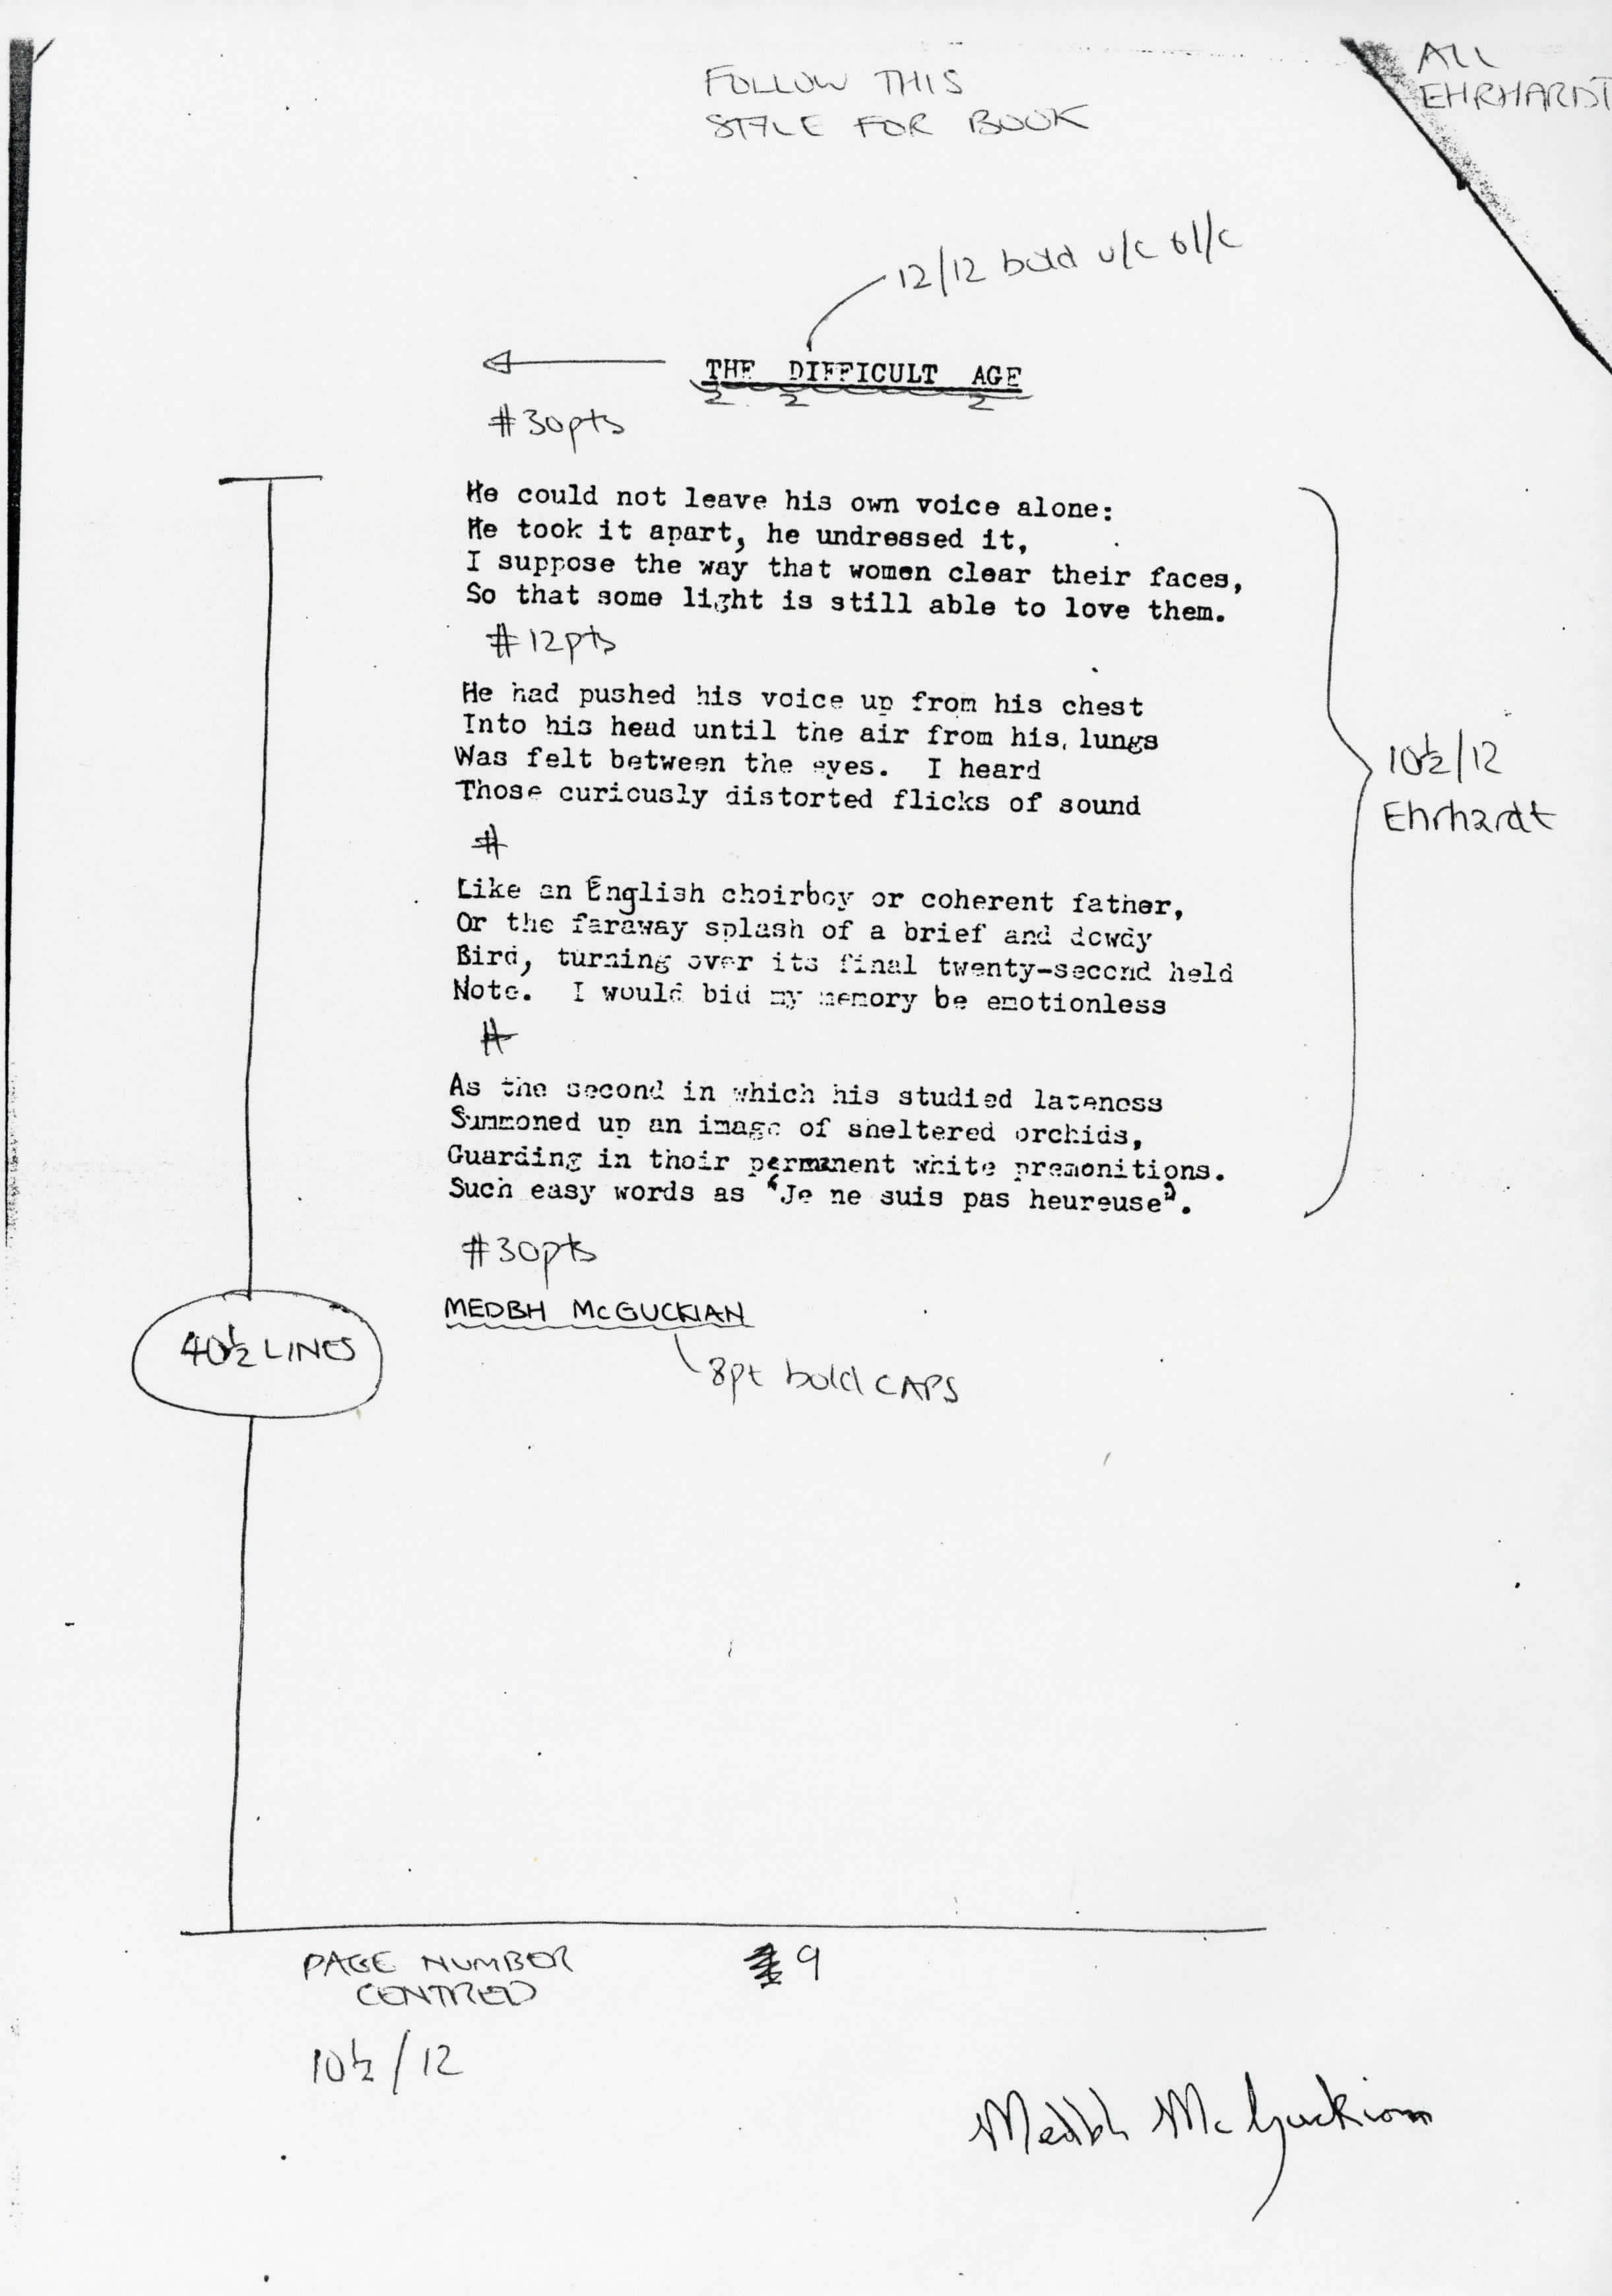 FOLLOW THIS
STYLE FOR BOOK
ALL
EHRHARDT
12/12 bold u/c & l/c
THE DIFFICULT AGE
#30pts
He could not leave his own voice alone:
He took it apart, he undressed it,
I suppose the way that women clear their faces,
So that some light is still able to love them.
#12pts
He had pushed his voice up from his chest
Into his head until the air from his, lungs
Was felt between the eyes. I heard
Those curiously distorted flicks of sound
10½/12
Ehrhardt
#
Like an English choirboy or coherent father,
Or the faraway splash of a brief and dowdy
Bird, turning over its final twenty-second held
Note. I would bid my memory be emotionless
#
As the second in which his studied lateness
Summoned up an image of sheltered orchids,
Guarding in their permanent white premonitions.
Such easy words as "Je ne suis pas heureuse".
#30pts
MEDBH McGUCKIAN
40½ LINES
8pt bold CAPS
PAGE NUMBER
CENTRED
9
10½/12
Medbh McGuckian